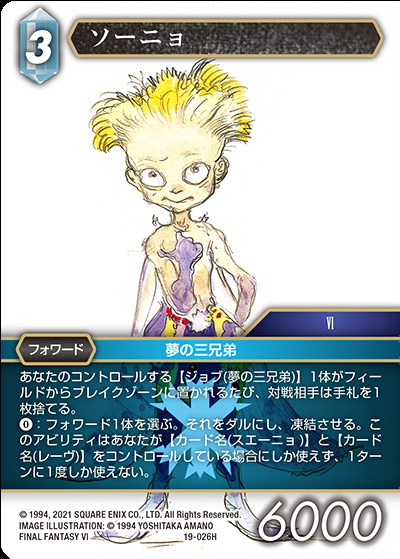 3
ソーニョ
VI
フォワード
夢の三兄弟
あなたのコントロールする【ジョブ(夢の三兄弟)】1体がフィー
ルドからブレイクゾーンに置かれるたび、対戦相手は手札を1
枚捨てる。
0：フォワード1体を選ぶ。それをダルにし、凍結させる。こ
のアビリティはあなたが【カード名(スエーニョ)】と【カード
名(レーヴ)】をコントロールしている場合にしか使えず、1ター
ンに1度しか使えない。
© 1994, 2021 SQUARE ENIX CO., LTD. All Rights Reserved.
IMAGE ILLUSTRATION: © 1994 YOSHITAKA AMANO
FINAL FANTASY VI
19-026H
6000